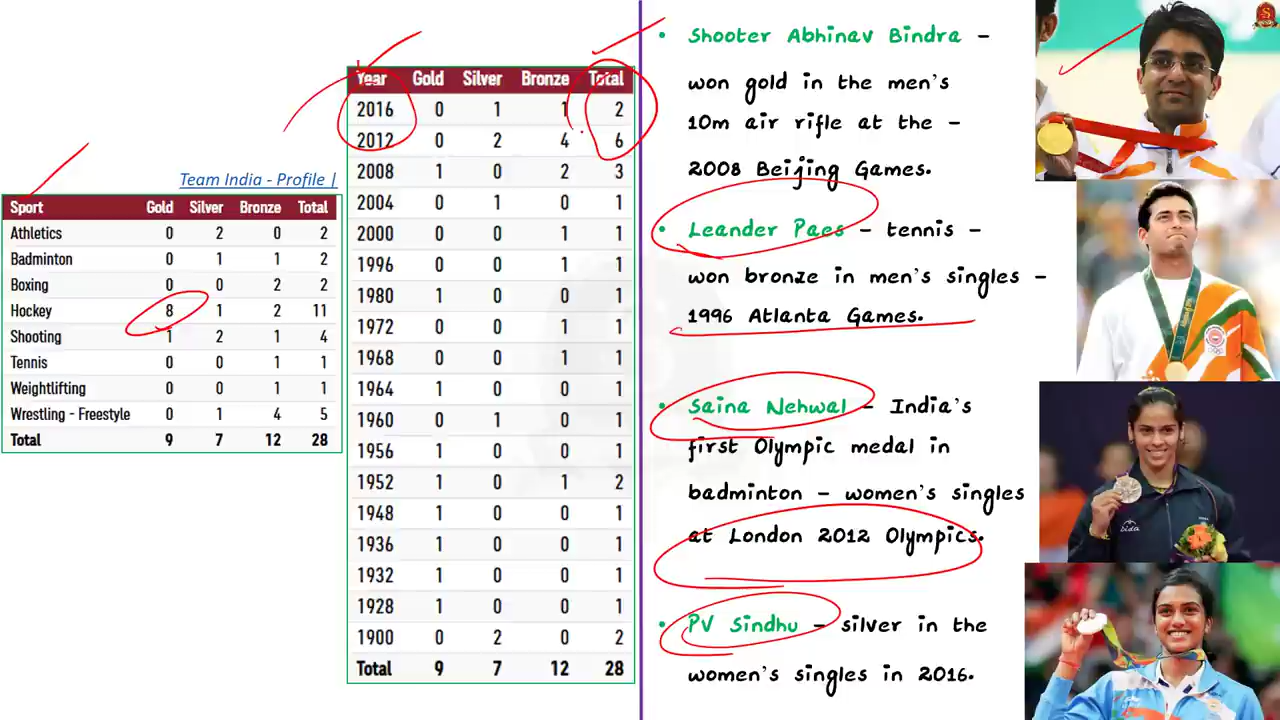 Team India - Profile |
Sport Gold Silver Bronze Total
Athletics 0 2 0 2
Badminton 0 1 1 2
Boxing 0 0 2 2
Hockey 8 1 2 11
Shooting 1 2 1 4
Tennis 0 0 1 1
Weightlifting 0 0 1 1
Wrestling - Freestyle 0 1 4 5
Total 9 7 12 28
Year Gold Silver Bronze Total
2016 0 1 1 2
2012 0 2 4 6
2008 1 0 2 3
2004 0 1 0 1
2000 0 0 1 1
1996 0 0 1 1
1980 1 0 0 1
1972 0 0 1 1
1968 0 0 1 1
1964 1 0 0 1
1960 0 1 0 1
1956 1 0 0 1
1952 1 0 1 2
1948 1 0 0 1
1936 1 0 0 1
1932 1 0 0 1
1928 1 0 0 1
1900 0 2 0 2
Total 9 7 12 28
• Shooter Abhinav Bindra –
won gold in the men's
10m air rifle at the –
2008 Beijing Games.
• Leander Paes – tennis –
won bronze in men's singles –
1996 Atlanta Games.
• Saina Nehwal – India's
first Olympic medal in
badminton – women's singles
at London 2012 Olympics.
• PV Sindhu – silver in the
women's singles in 2016.